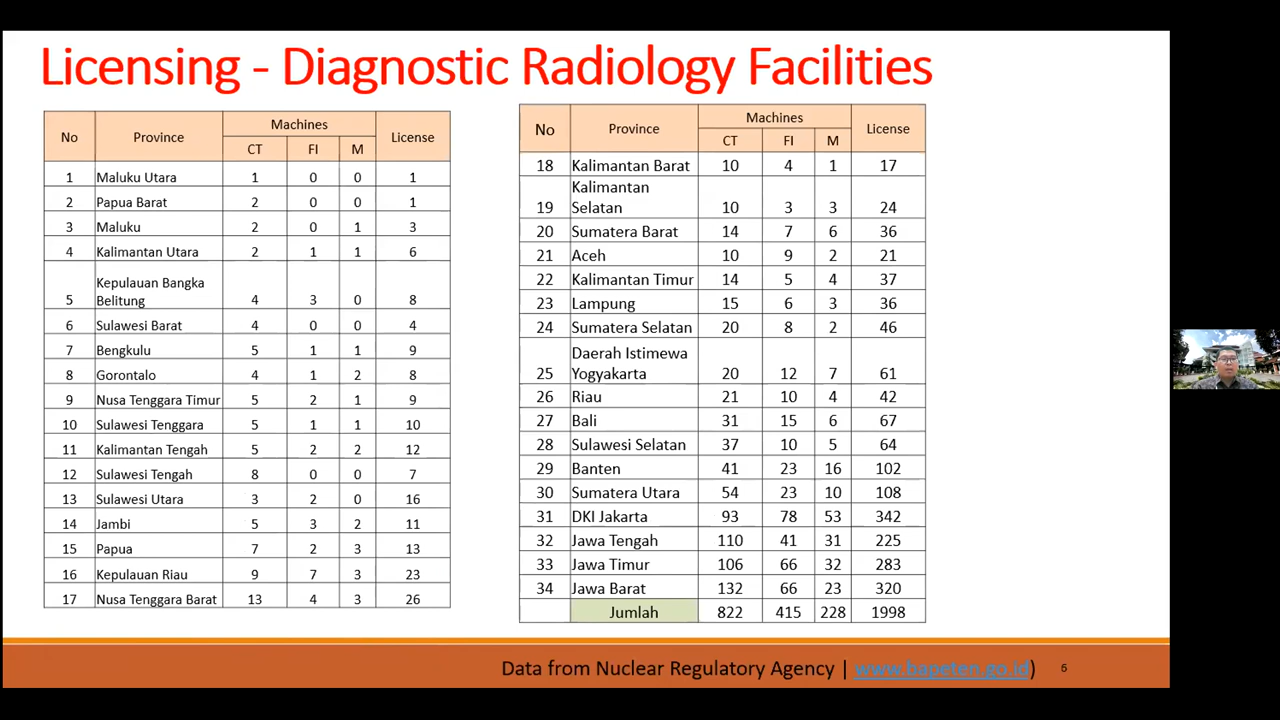 Licensing - Diagnostic Radiology Facilities
No Province Machines License
CT FI M
1 Maluku Utara 1 0 0 1
2 Papua Barat 2 0 0 1
3 Maluku 2 0 1 3
4 Kalimantan Utara 2 1 1 6
5 Kepulauan Bangka
Belitung 4 3 0 8
6 Sulawesi Barat 4 0 0 4
7 Bengkulu 5 1 1 9
8 Gorontalo 4 1 2 8
9 Nusa Tenggara Timur 5 2 1 9
10 Sulawesi Tenggara 5 1 1 10
11 Kalimantan Tengah 5 2 2 12
12 Sulawesi Tengah 8 0 0 7
13 Sulawesi Utara 3 2 0 16
14 Jambi 5 3 2 11
15 Papua 7 2 3 13
16 Kepulauan Riau 9 7 3 23
17 Nusa Tenggara Barat 13 4 3 26
No Province Machines License
CT FI M
18 Kalimantan Barat 10 4 1 17
Kalimantan
19 Selatan 10 3 3 24
20 Sumatera Barat 14 7 6 36
21 Aceh 10 9 2 21
22 Kalimantan Timur 14 5 4 37
23 Lampung 15 6 3 36
24 Sumatera Selatan 20 8 2 46
Daerah Istimewa
25 Yogyakarta 20 12 7 61
26 Riau 21 10 4 42
27 Bali 31 15 6 67
28 Sulawesi Selatan 37 10 5 64
29 Banten 41 23 16 102
30 Sumatera Utara 54 23 10 108
31 DKI Jakarta 93 78 53 342
32 Jawa Tengah 110 41 31 225
33 Jawa Timur 106 66 32 283
34 Jawa Barat 132 66 23 320
Jumlah 822 415 228 1998
Data from Nuclear Regulatory Agency | www.bapeten.go.id)
6